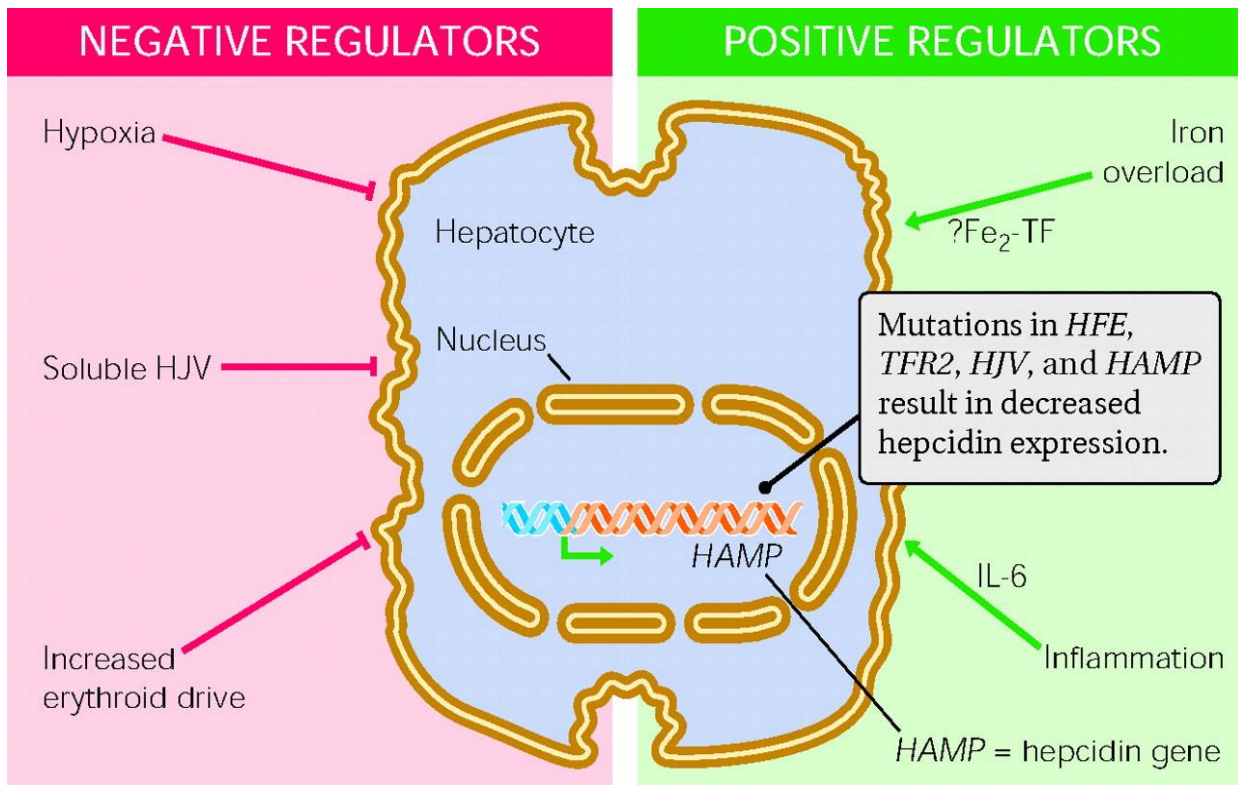 NEGATIVE REGULATORS
POSITIVE REGULATORS
Hypoxia
Soluble HJV
Increased
erythroid drive
Hepatocyte
Nucleus
HAMP
Iron
overload
?Fe₂-TF
Mutations in HFE,
TFR2, HJV, and HAMP
result in decreased
hepcidin expression.
IL-6
Inflammation
HAMP = hepcidin gene